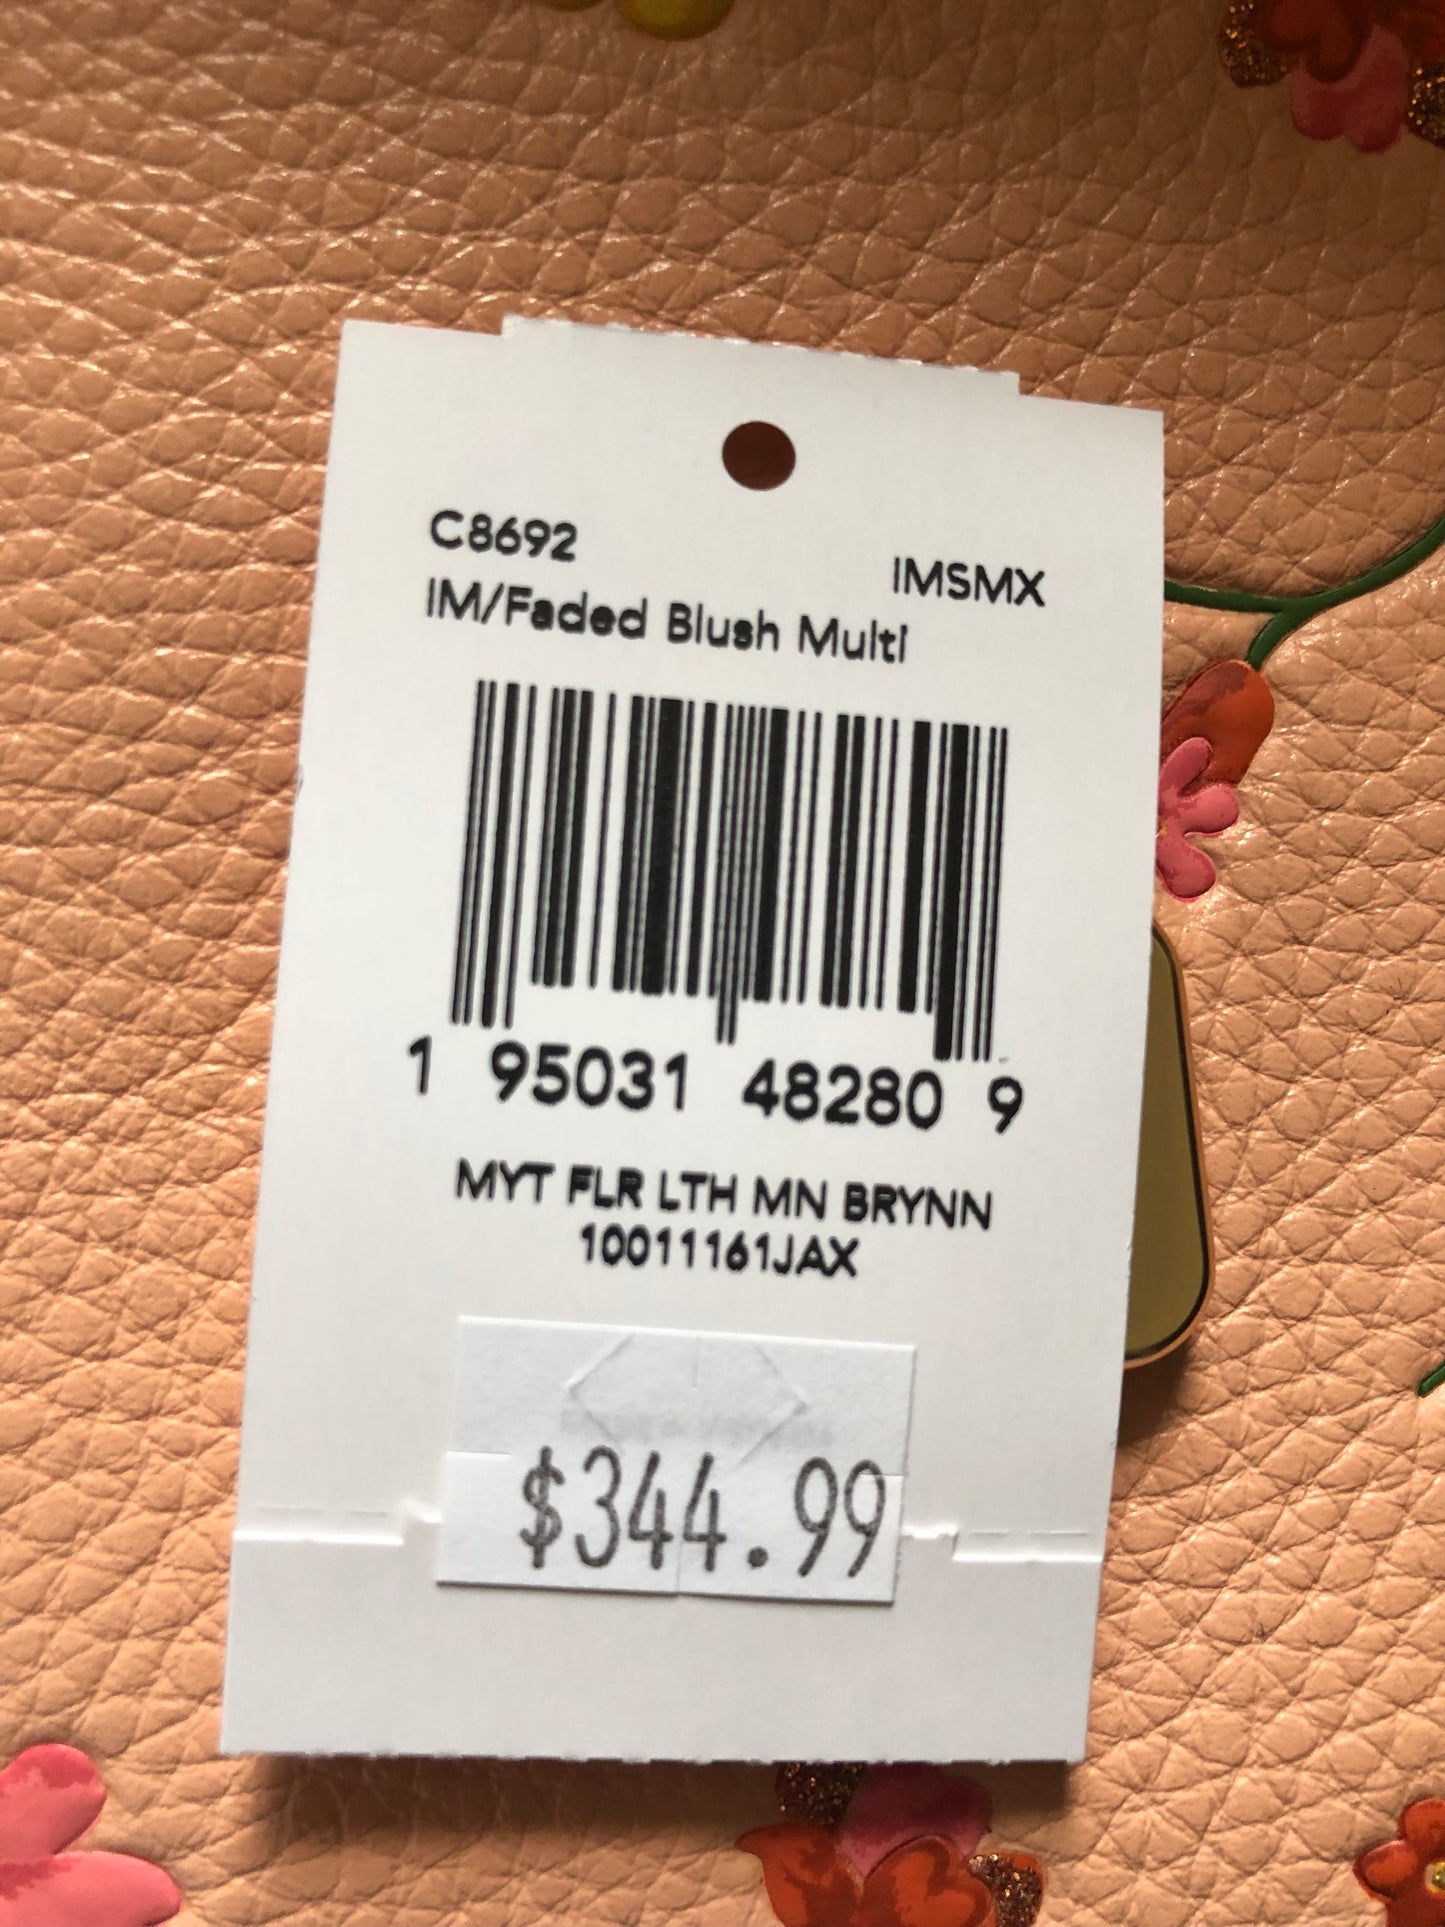 C8692
IMSMX
IM/Faded Blush Multi
1 95031 48280 9
MYT FLR LTH MN BRYNN
10011161JAX
$344.99